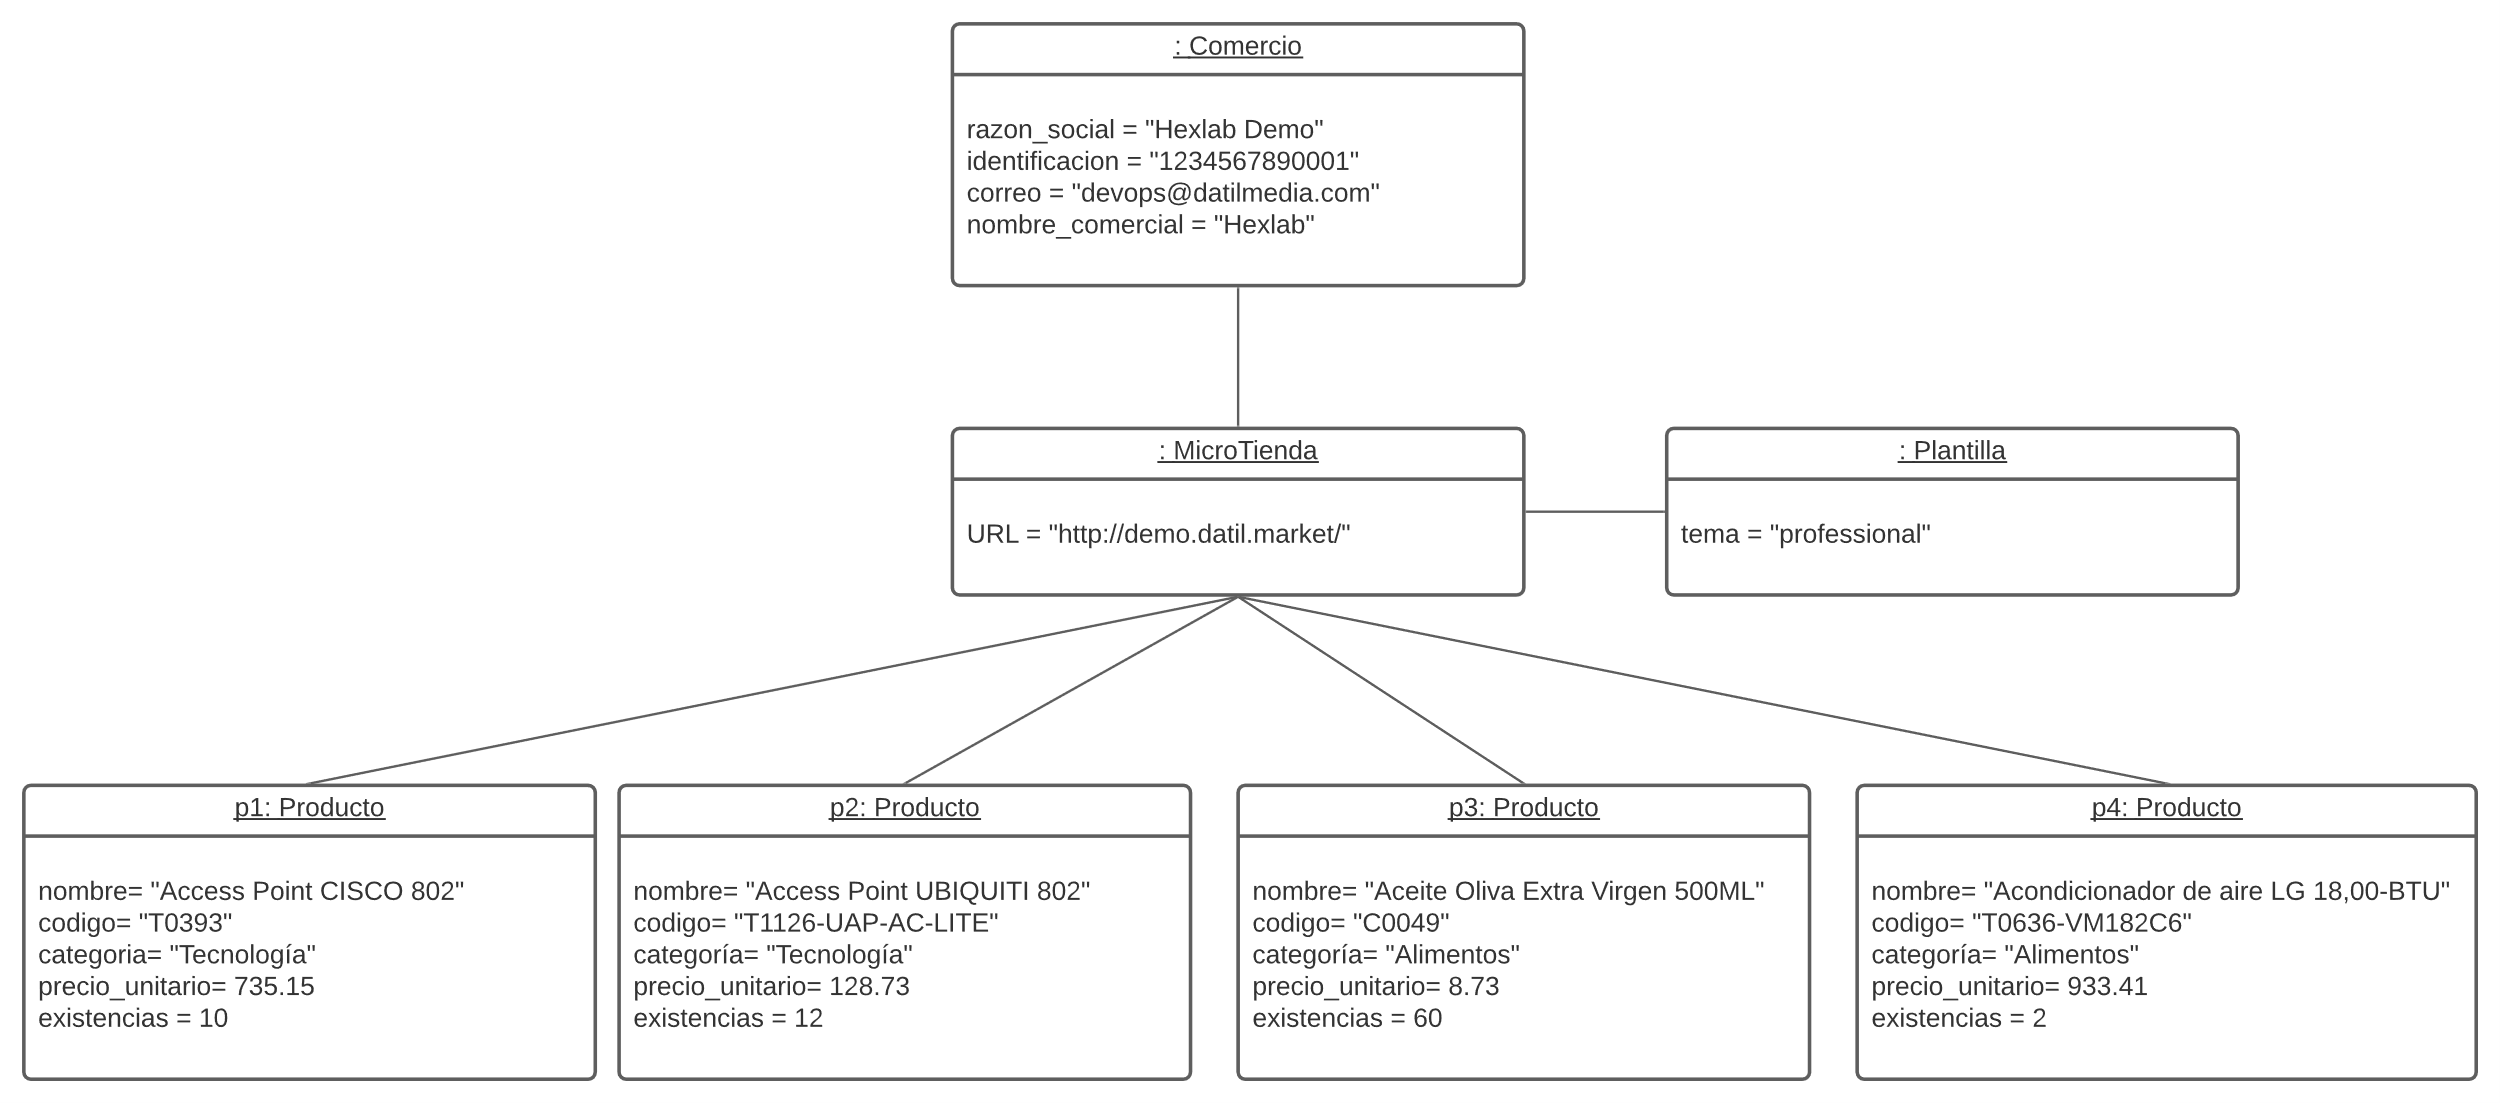 : Comercio
razon_social = "Hexlab Demo"
identificacion = "1234567890001"
correo = "devops@datilmedia.com"
nombre_comercial = "Hexlab"
: MicroTienda
URL = "http://demo.datil.market/"
: Plantilla
tema = "professional"
p1: Producto
nombre= "Access Point CISCO 802"
codigo= "T0393"
categoria= "Tecnología"
precio_unitario= 735.15
existencias = 10
p2: Producto
nombre= "Access Point UBIQUITI 802"
codigo= "T1126-UAP-AC-LITE"
categoría= "Tecnología"
precio_unitario= 128.73
existencias = 12
p3: Producto
nombre= "Aceite Oliva Extra Virgen 500ML"
codigo= "C0049"
categoría= "Alimentos"
precio_unitario= 8.73
existencias = 60
p4: Producto
nombre= "Acondicionador de aire LG 18,00-BTU"
codigo= "T0636-VM182C6"
categoría= "Alimentos"
precio_unitario= 933.41
existencias = 2